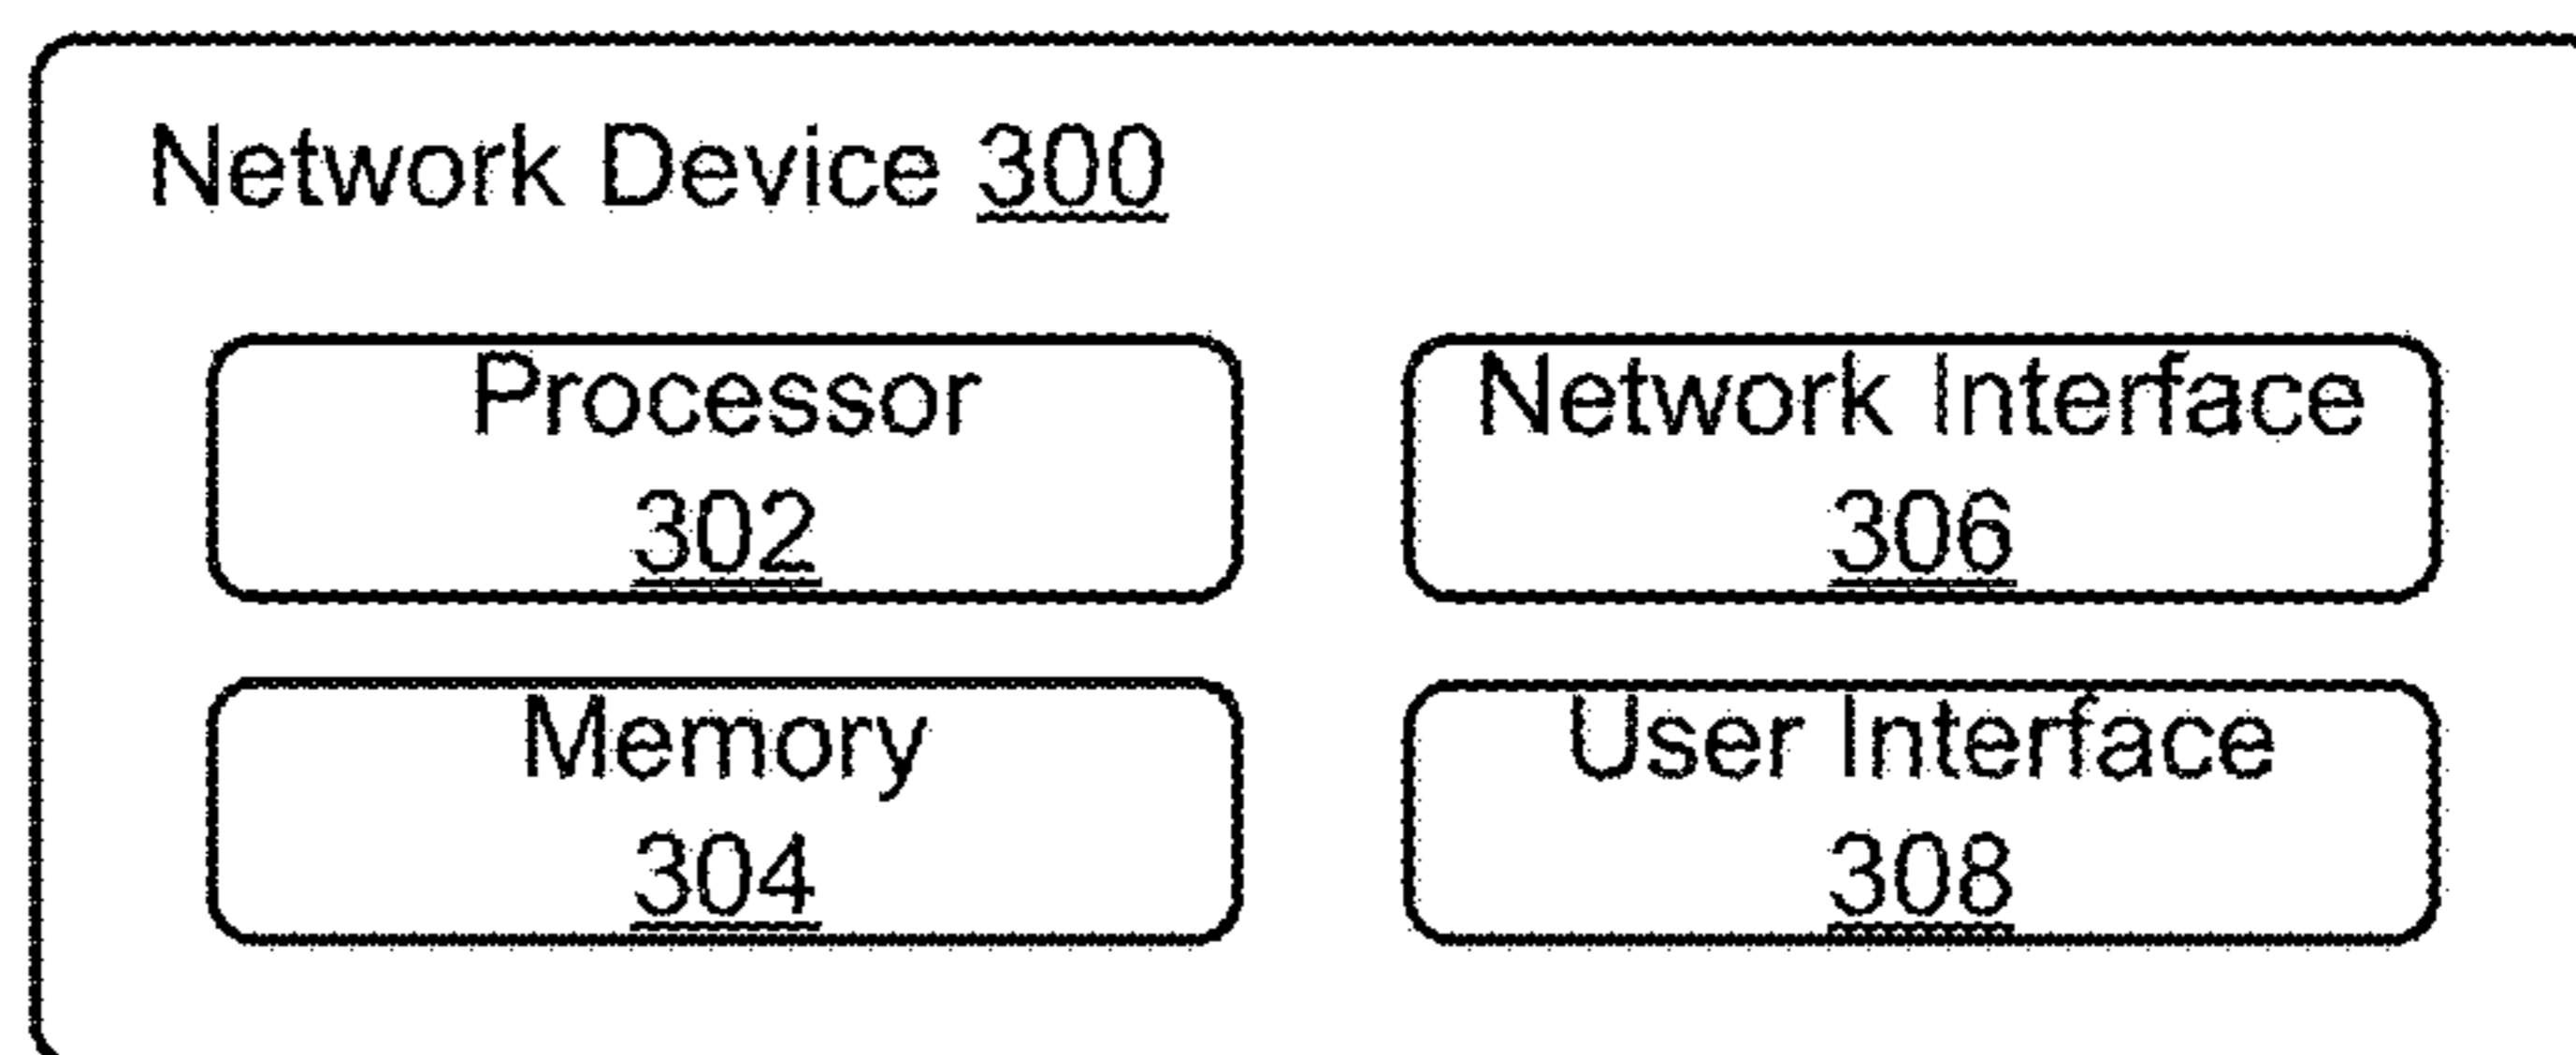 Network Device 300
Processor
302
Network Interface
306
Memory
304
User Interface
308